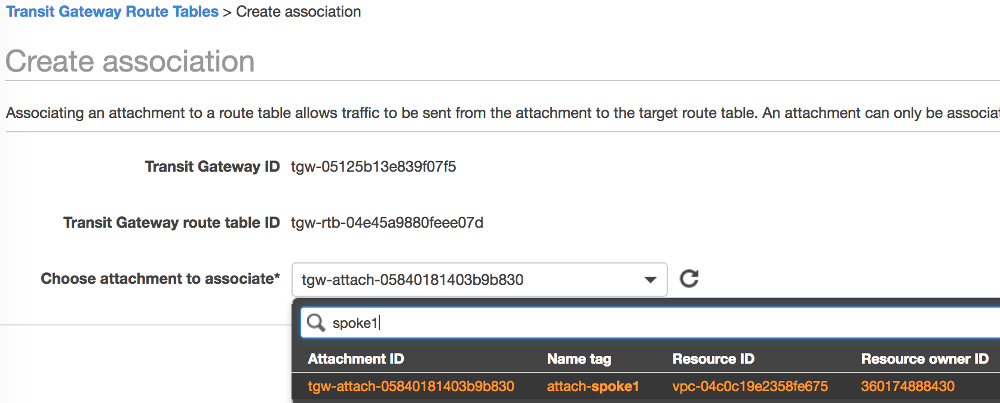 Transit Gateway Route Tables > Create association
Create association
Associating an attachment to a route table allows traffic to be sent from the attachment to the target route table. An attachment can only be
Transit Gateway ID tgw-05125b13e839f07f5
Transit Gateway route table ID tgw-rtb-04e45a9880feee07d
Choose attachment to associate* tgw-attach-05840181403b9b830
spoke1
Attachment ID Name tag Resource ID Resource owner ID
tgw-attach-05840181403b9b830 attach-spoke1 vpc-04c0c19e2358fe675 360174888430